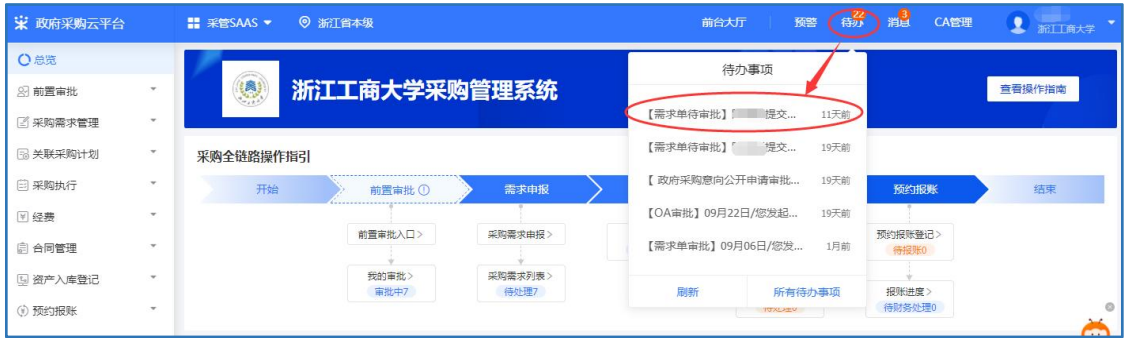 政府采购云平台
采管SAAS
浙江省本级
前台大厅
预警
待办
22
消息
3
CA管理
浙江工商大学
总览
前置审批
采购需求管理
关联采购计划
采购执行
经费
合同管理
资产入库登记
预约报账
浙江工商大学采购管理系统
查看操作指南
待办事项
【需求单待审批】 提交... 11天前
【需求单待审批】 提交... 19天前
【 政府采购意向公开申请审批... 19天前
【OA审批】09月22日/您发起... 19天前
【需求单审批】09月06日/您发... 1月前
刷新
所有待办事项
采购全链路操作指引
开始
前置审批
需求申报
预约报账
结束
前置审批入口>
采购需求申报>
预约报账登记>
待报账0
我的审批>
审批中7
采购需求列表>
待处理7
待处理0
报账进度>
待财务处理0